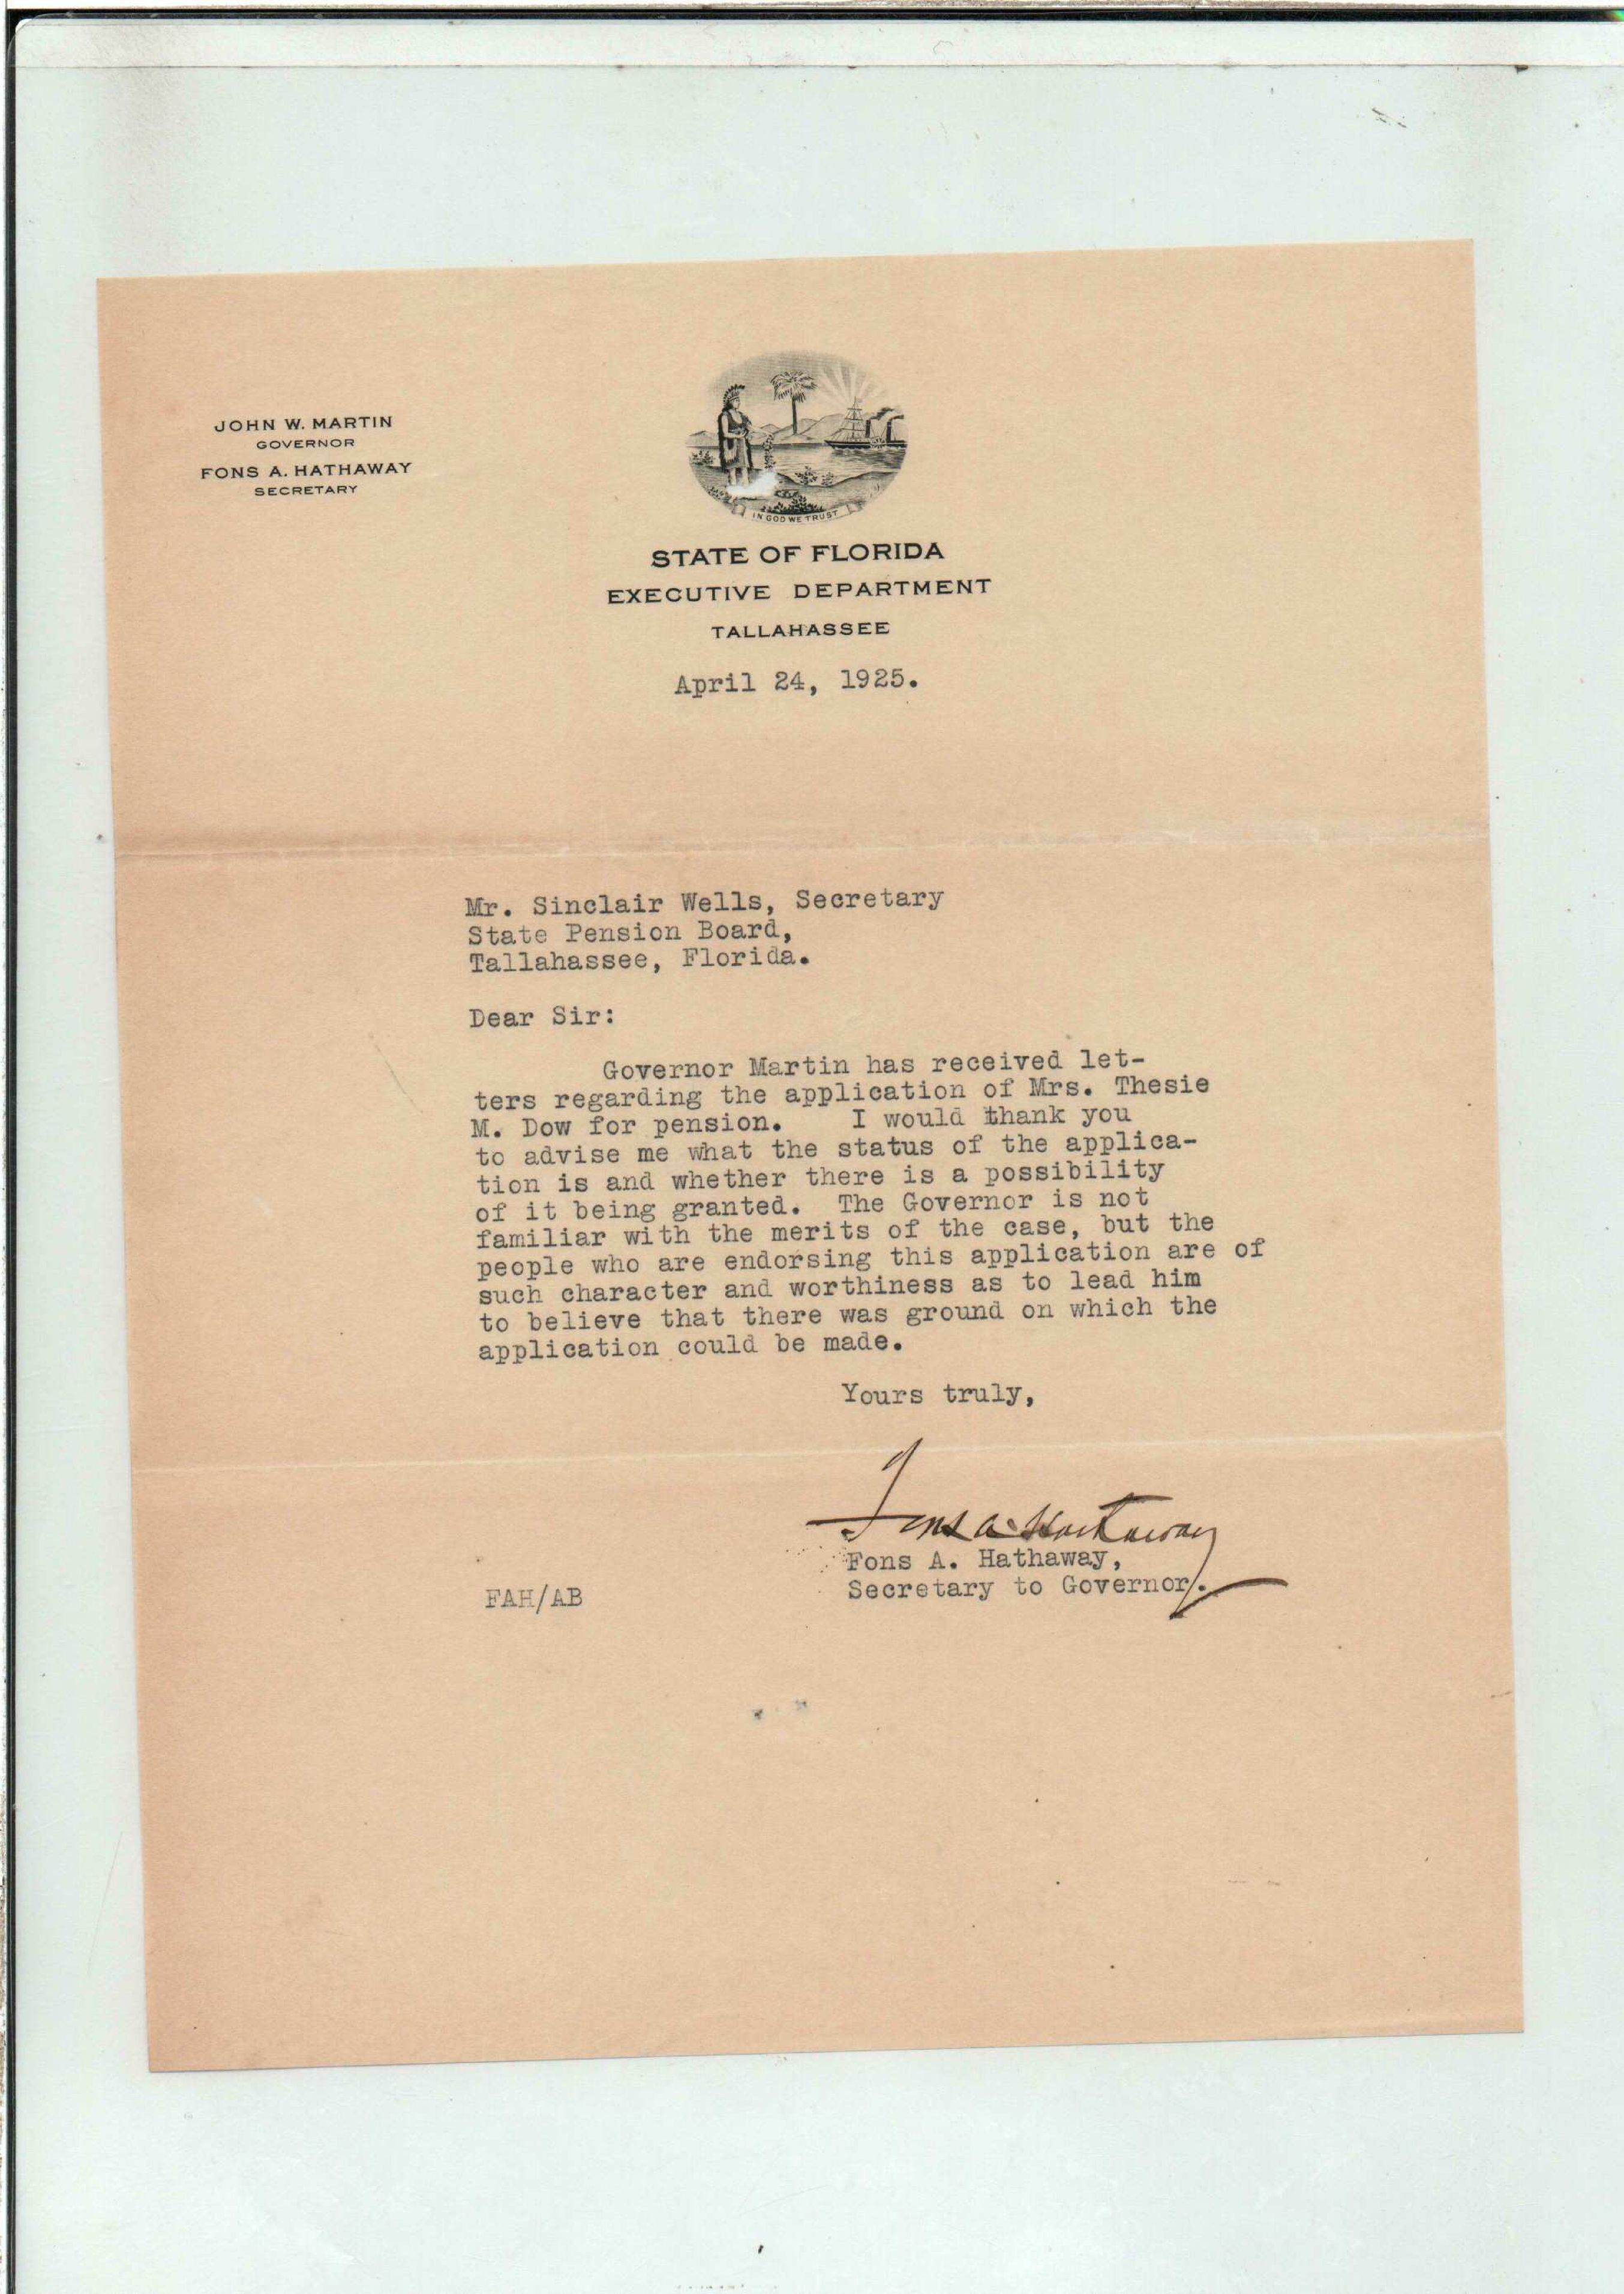 JOHN W. MARTIN
GOVERNOR
FONS A. HATHAWAY
SECRETARY
IN GOD WE TRUST
STATE OF FLORIDA
EXECUTIVE DEPARTMENT
TALLAHASSEE
April 24, 1925.
Mr. Sinclair Wells, Secretary
State Pension Board,
Tallahassee, Florida.
Dear Sir:
Governor Martin has received let-
ters regarding the application of Mrs. Thesie
M. Dow for pension. I would thank you
to advise me what the status of the applica-
tion is and whether there is a possibility
of it being granted. The Governor is not
familiar with the merits of the case, but the
people who are endorsing this application are of
such character and worthiness as to lead him
to believe that there was ground on which the
application could be made.
Yours truly,
Fons A. Hathaway
Fons A. Hathaway,
Secretary to Governor.
FAH/AB